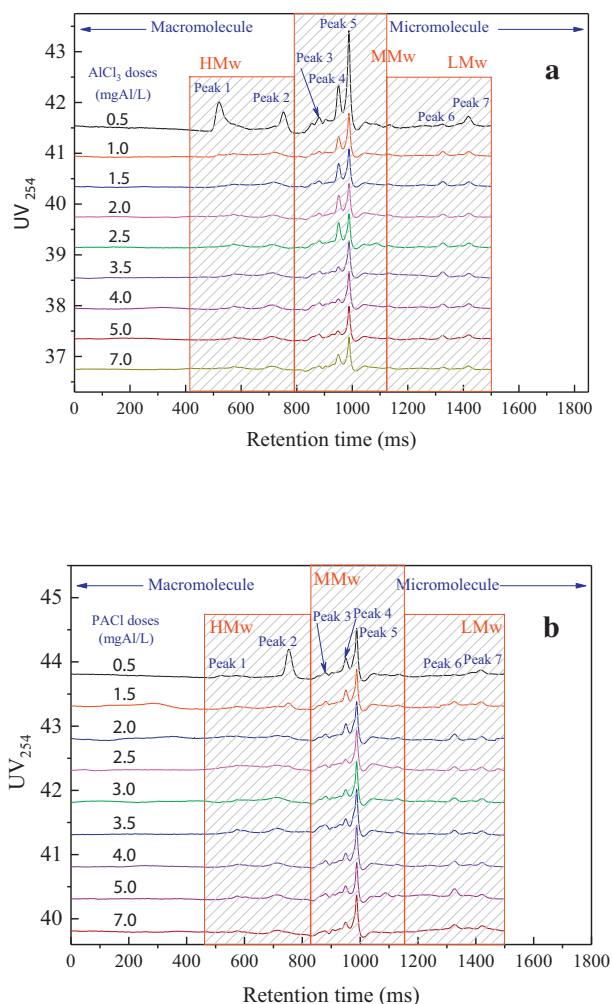 Macromolecule Peak 5 Micromolecule
43
HMw Peak 3 MMw LMw a
AlCl3 doses
(mgAl/L)
Peak 1 Peak 2 Peak 4 Peak 6 Peak 7
42
0.5
41
1.0
1.5
40
2.0
39
2.5
3.5
38
4.0
5.0
37
7.0
UV254
0 200 400 600 800 1000 1200 1400 1600 1800
Retention time (ms)
45
Macromolecule MMw Micromolecule
PACl doses
(mgAl/L)
HMw Peak 3 Peak 4 LMw b
Peak 1 Peak 2 Peak 5 Peak 6 Peak 7
44
0.5
1.5
43
2.0
2.5
42
3.0
3.5
41
4.0
5.0
40
7.0
UV254
0 200 400 600 800 1000 1200 1400 1600 1800
Retention time (ms)